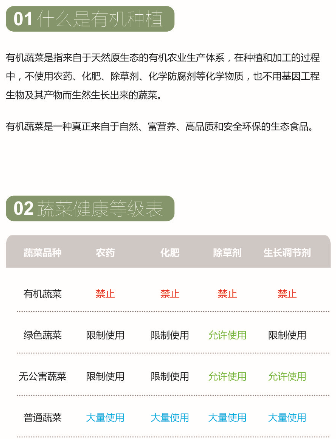 01 什么是有机种植
有机蔬菜是指来自于天然原生态的有机农业生产体系，在种植和加工的过程
中，不使用农药、化肥、除草剂、化学防腐剂等化学物质，也不用基因工程
生物及其产物而生然生长出来的蔬菜。
有机蔬菜是一种真正来自于自然、富营养、高品质和安全环保的生态食品。
02 蔬菜健康等级表
蔬菜品种 农药 化肥 除草剂 生长调节剂
有机蔬菜 禁止 禁止 禁止 禁止
绿色蔬菜 限制使用 限制使用 允许使用 限制使用
无公害蔬菜 限制使用 限制使用 允许使用 允许使用
普通蔬菜 大量使用 大量使用 大量使用 大量使用